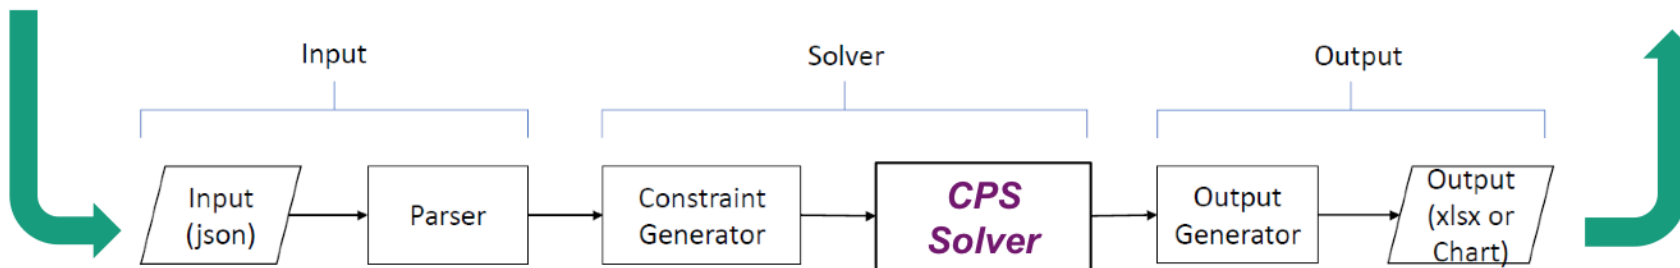 Input
Solver
Output
Input
(json)
Parser
Constraint
Generator
CPS
Solver
Output
Generator
Output
(xlsx or
Chart)